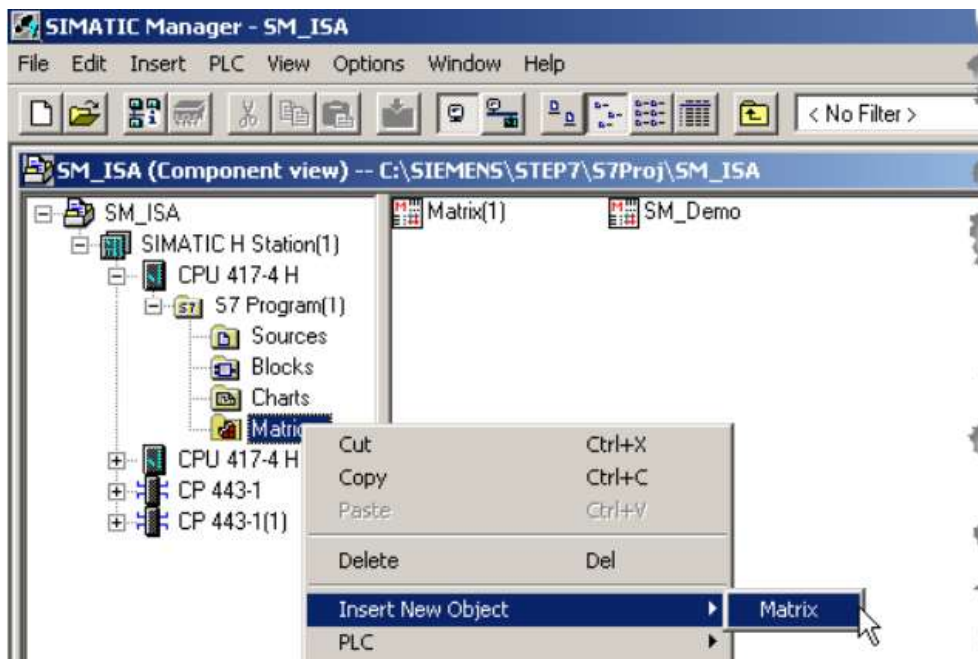 SIMATIC Manager - SM_ISA
File Edit Insert PLC View Options Window Help
< No Filter >
SM_ISA (Component view) -- C:\SIEMENS\STEP7\S7Proj\SM_ISA
SM_ISA
SIMATIC H Station(1)
CPU 417-4 H
S7 Program(1)
Sources
Blocks
Charts
CPU 417-4 H
CP 443-1
CP 443-1(1)
Matrix(1) SM_Demo
Cut Ctrl+X
Copy Ctrl+C
Paste Ctrl+V
Delete Del
Insert New Object
PLC
Matrix